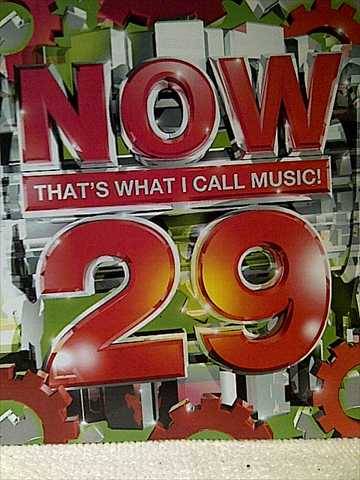 NOW
THAT'S WHAT I CALL MUSIC!
29